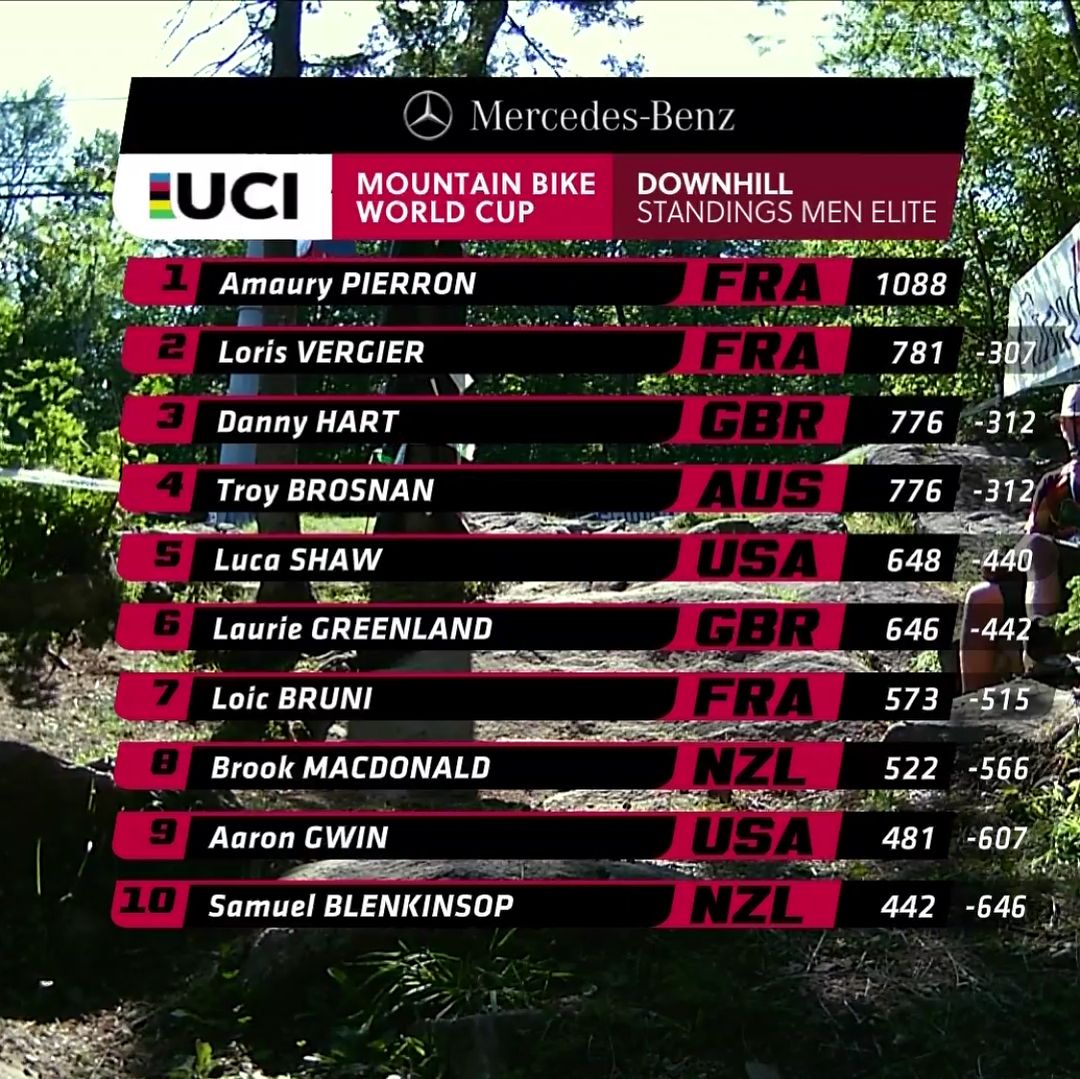 Mercedes-Benz
UCI
MOUNTAIN BIKE
WORLD CUP
DOWNHILL
STANDINGS MEN ELITE
1 Amaury PIERRON FRA 1088
2 Loris VERGIER FRA 781 -307
3 Danny HART GBR 776 -312
4 Troy BROSNAN AUS 776 -312
5 Luca SHAW USA 648 -440
6 Laurie GREENLAND GBR 646 -442
7 Loic BRUNI FRA 573 -515
8 Brook MACDONALD NZL 522 -566
9 Aaron GWIN USA 481 -607
10 Samuel BLENKINSOP NZL 442 -646